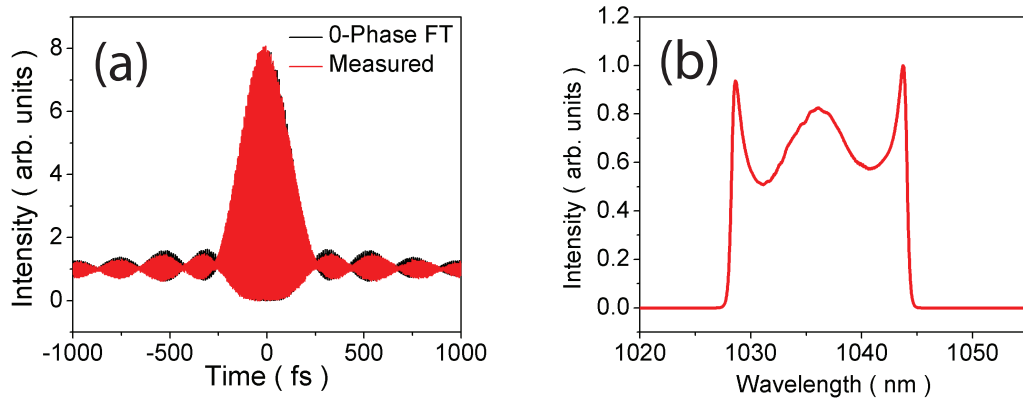 (a)
0-Phase FT
Measured
8
6
4
2
0
Intensity ( arb. units )
-1000
-500
0
500
1000
Time ( fs )
(b)
1.2
1.0
0.8
0.6
0.4
0.2
0.0
Intensity ( arb. units )
1020
1030
1040
1050
Wavelength ( nm )